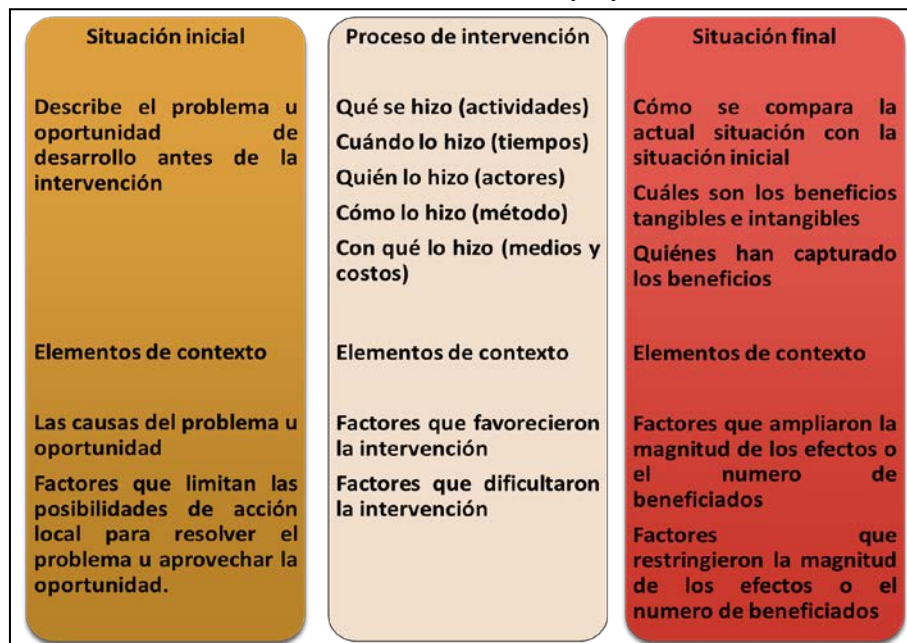 Situación inicial
Describe el problema u
oportunidad de
desarrollo antes de la
intervención
Elementos de contexto
Las causas del problema u
oportunidad
Factores que limitan las
posibilidades de acción
local para resolver el
problema u aprovechar la
oportunidad.
Proceso de intervención
Qué se hizo (actividades)
Cuándo lo hizo (tiempos)
Quién lo hizo (actores)
Cómo lo hizo (método)
Con qué lo hizo (medios y
costos)
Elementos de contexto
Factores que favorecieron
la intervención
Factores que dificultaron
la intervención
Situación final
Cómo se compara la
actual situación con la
situación inicial
Cuáles son los beneficios
tangibles e intangibles
Quiénes han capturado
los beneficios
Elementos de contexto
Factores que ampliaron la
magnitud de los efectos o
el numero de
beneficiados
Factores que
restringieron la magnitud
de los efectos o el
numero de beneficiados